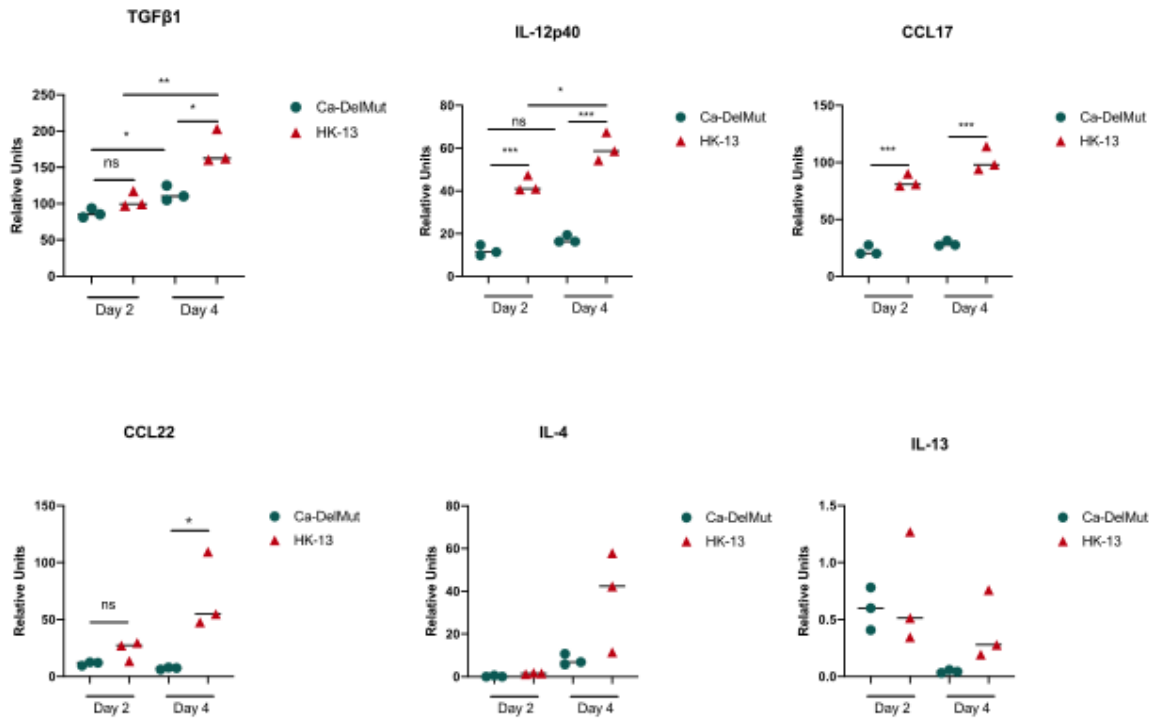 TGFβ1
**
*
*
ns
250
200
150
100
50
0
Relative Units
Day 2
Day 4
Ca-DelMut
HK-13
IL-12p40
*
ns
***
***
80
60
40
20
0
Relative Units
Day 2
Day 4
Ca-DelMut
HK-13
CCL17
***
***
150
100
50
0
Relative Units
Day 2
Day 4
Ca-DelMut
HK-13
CCL22
*
ns
150
100
50
0
Relative Units
Day 2
Day 4
Ca-DelMut
HK-13
IL-4
80
60
40
20
0
Relative Units
Day 2
Day 4
Ca-DelMut
HK-13
IL-13
1.5
1.0
0.5
0.0
Relative Units
Day 2
Day 4
Ca-DelMut
HK-13